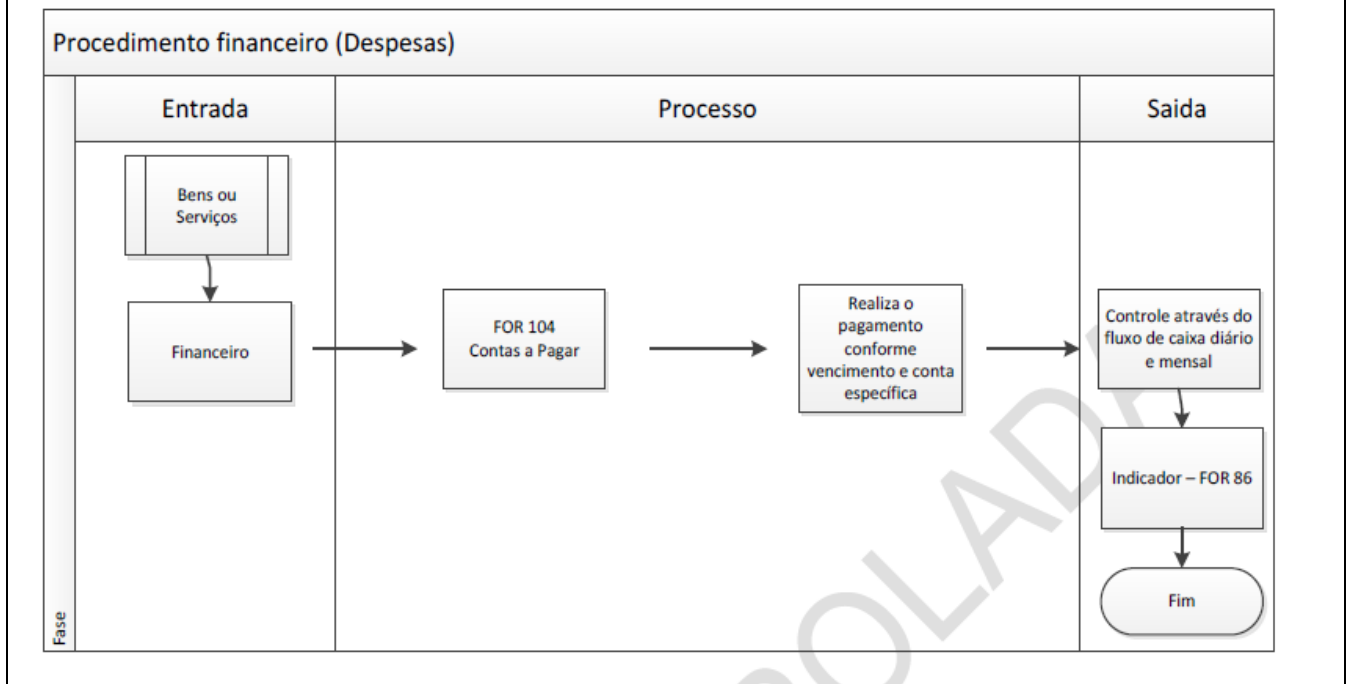 Procedimento financeiro (Despesas)
Entrada
Processo
Saida
Fase
Bens ou
Serviços
Financeiro
FOR 104
Contas a Pagar
Realiza o
pagamento
conforme
vencimento e conta
específica
Controle através do
fluxo de caixa diário
e mensal
Indicador – FOR 86
Fim
OLADA